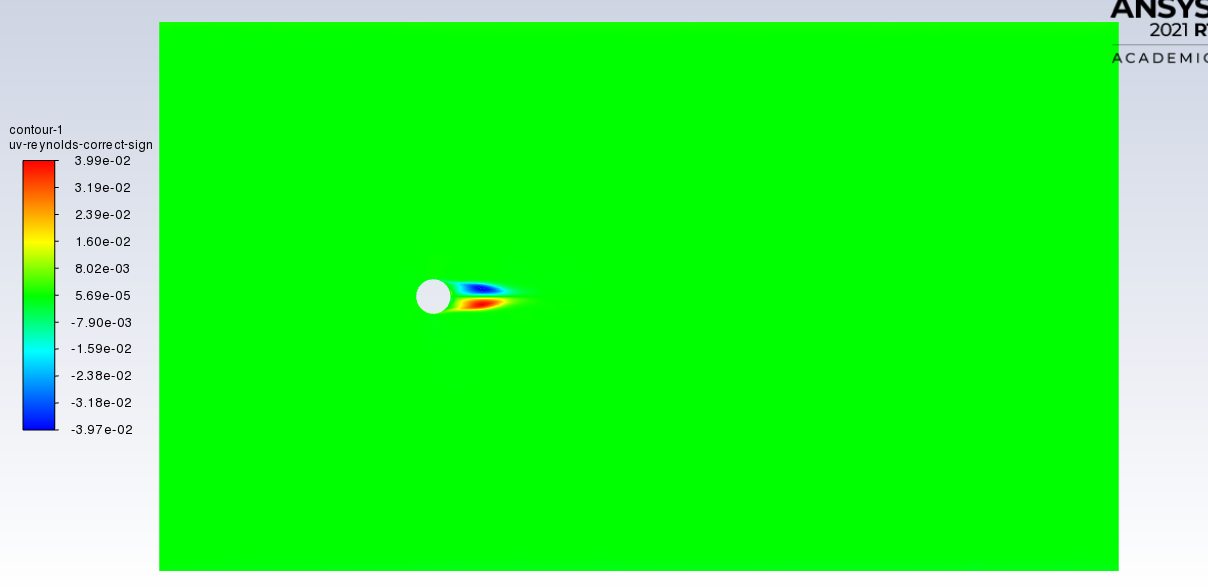 ANSYS
2021 R
ACADEMIC
contour-1
uv-reynolds-correct-sign
3.99e-02
3.19e-02
2.39e-02
1.60e-02
8.02e-03
5.69e-05
-7.90e-03
-1.59e-02
-2.38e-02
-3.18e-02
-3.97e-02